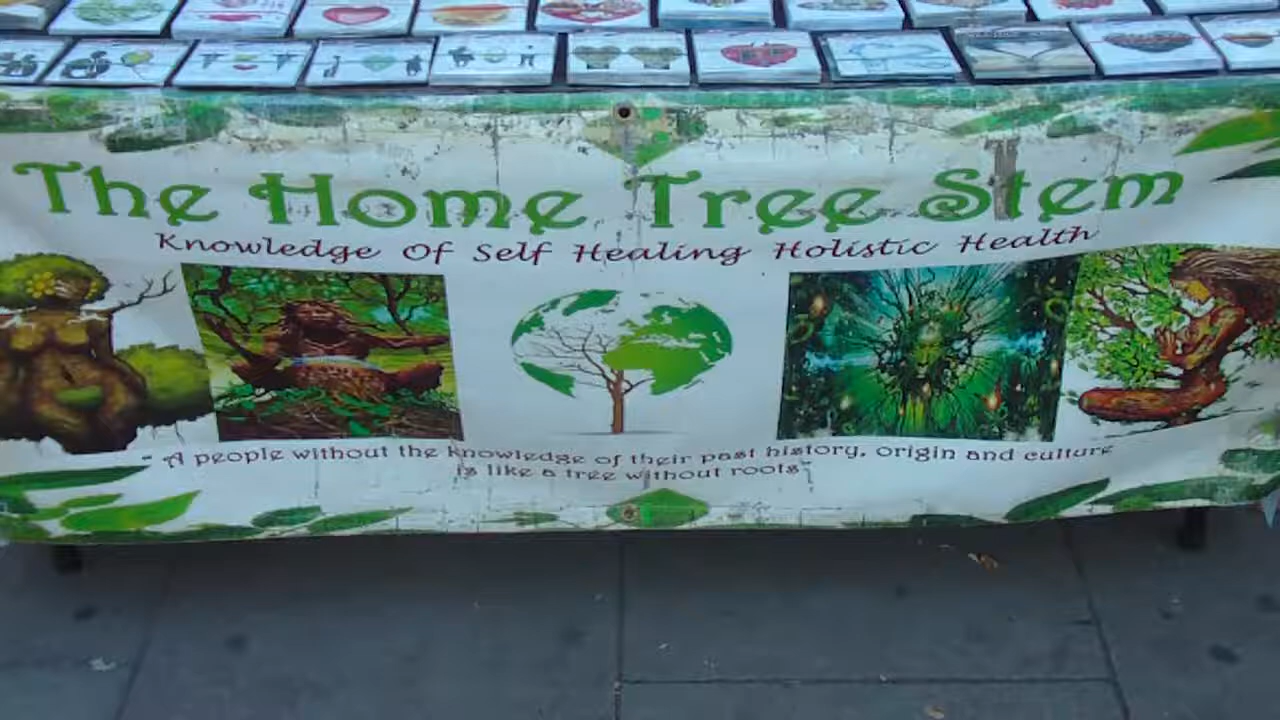 The Home Tree Stem
Knowledge Of Self Healing Holistic Health
"A people without the knowledge of their past history, origin and culture
is like a tree without roots"